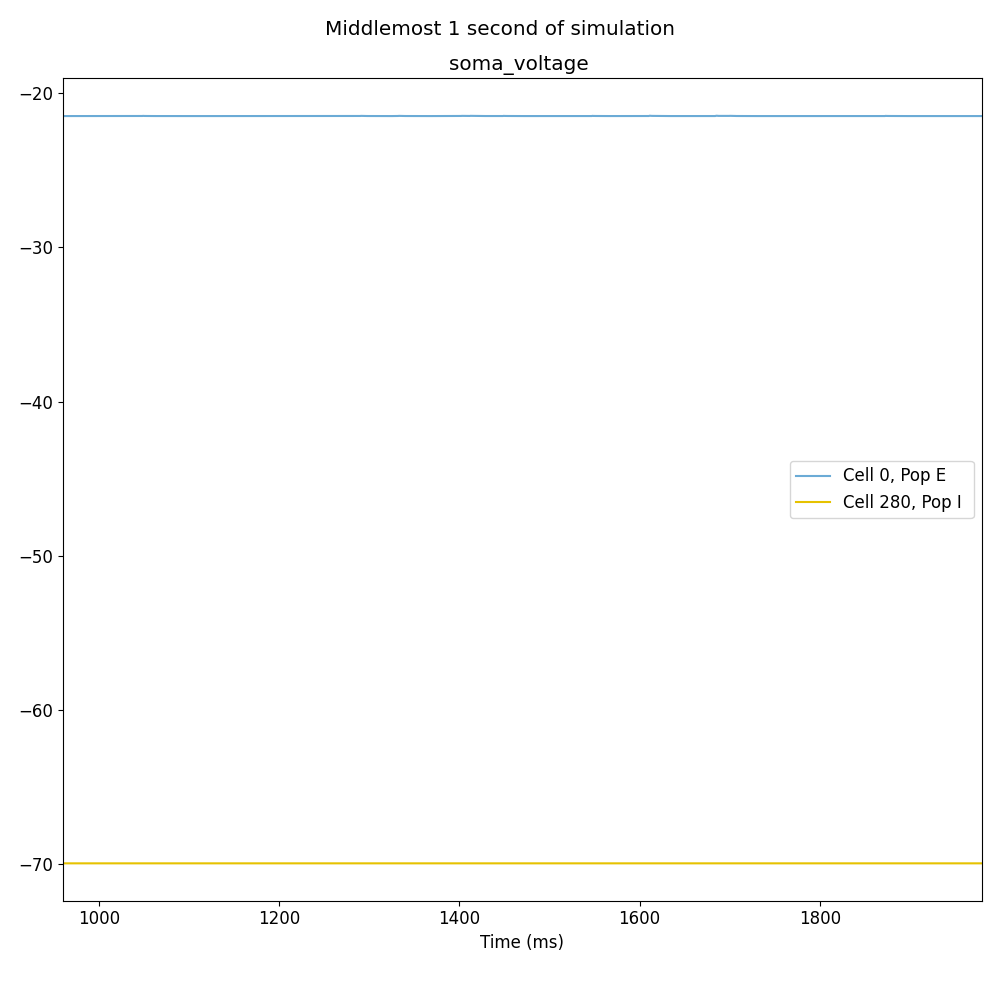 Middlemost 1 second of simulation
soma_voltage
−20
−30
−40
−50
−60
−70
Cell 0, Pop E
Cell 280, Pop I
1000 1200 1400 1600 1800
Time (ms)